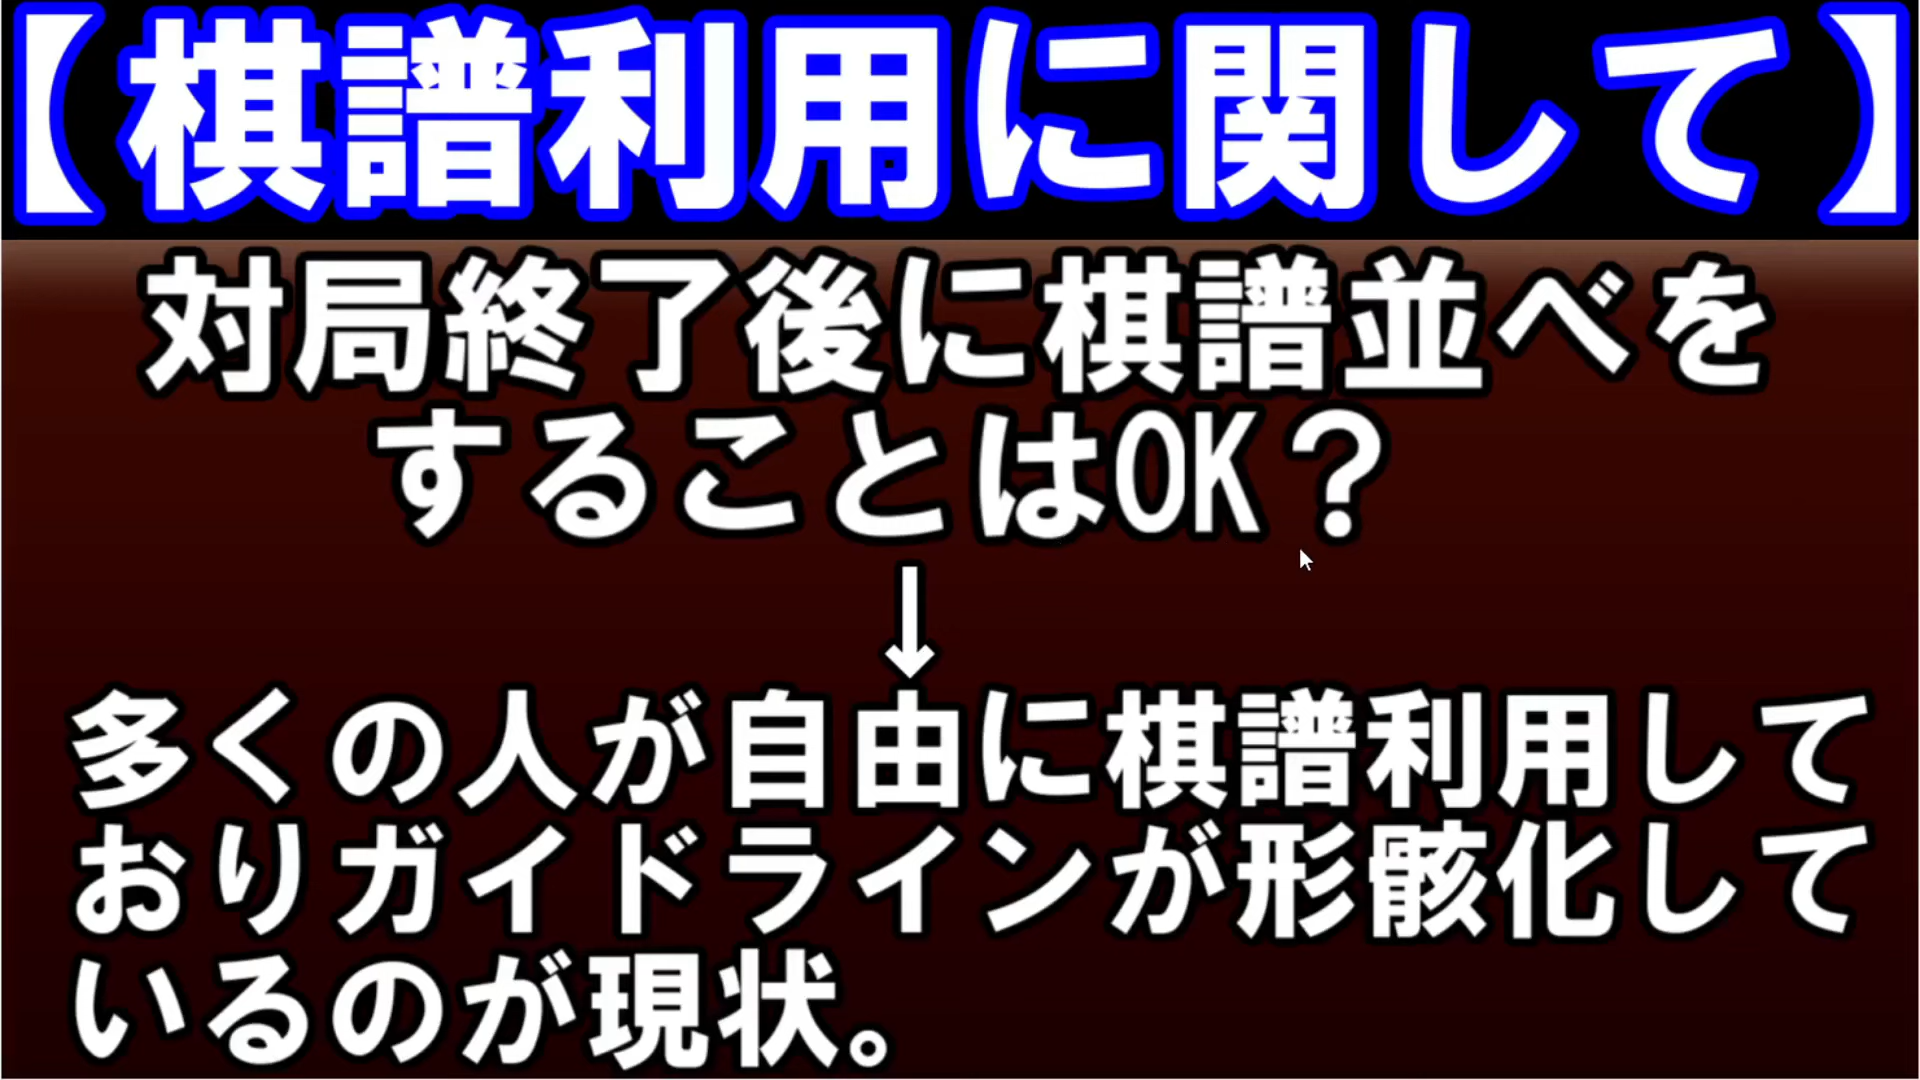 【棋譜利用に関して】
対局終了後に棋譜並べを
することはOK？
↓
多くの人が自由に棋譜利用して
おりガイドラインが形骸化して
いるのが現状。